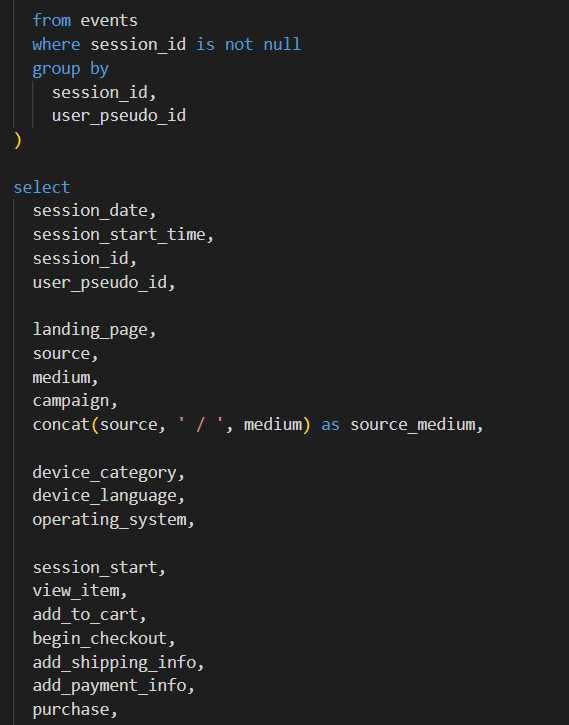 from events
where session_id is not null
group by
session_id,
user_pseudo_id
)
select
session_date,
session_start_time,
session_id,
user_pseudo_id,
landing_page,
source,
medium,
campaign,
concat(source, ' / ', medium) as source_medium,
device_category,
device_language,
operating_system,
session_start,
view_item,
add_to_cart,
begin_checkout,
add_shipping_info,
add_payment_info,
purchase,